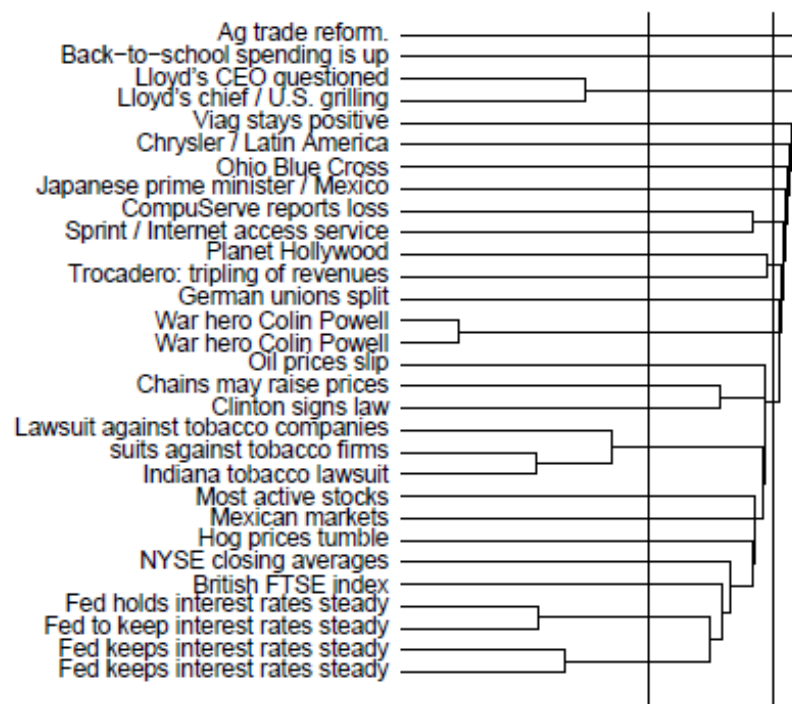 Ag trade reform.
Back−to−school spending is up
Lloyd's CEO questioned
Lloyd's chief / U.S. grilling
Viag stays positive
Chrysler / Latin America
Ohio Blue Cross
Japanese prime minister / Mexico
CompuServe reports loss
Sprint / Internet access service
Planet Hollywood
Trocadero: tripling of revenues
German unions split
War hero Colin Powell
War hero Colin Powell
Oil prices slip
Chains may raise prices
Clinton signs law
Lawsuit against tobacco companies
suits against tobacco firms
Indiana tobacco lawsuit
Most active stocks
Mexican markets
Hog prices tumble
NYSE closing averages
British FTSE index
Fed holds interest rates steady
Fed to keep interest rates steady
Fed keeps interest rates steady
Fed keeps interest rates steady